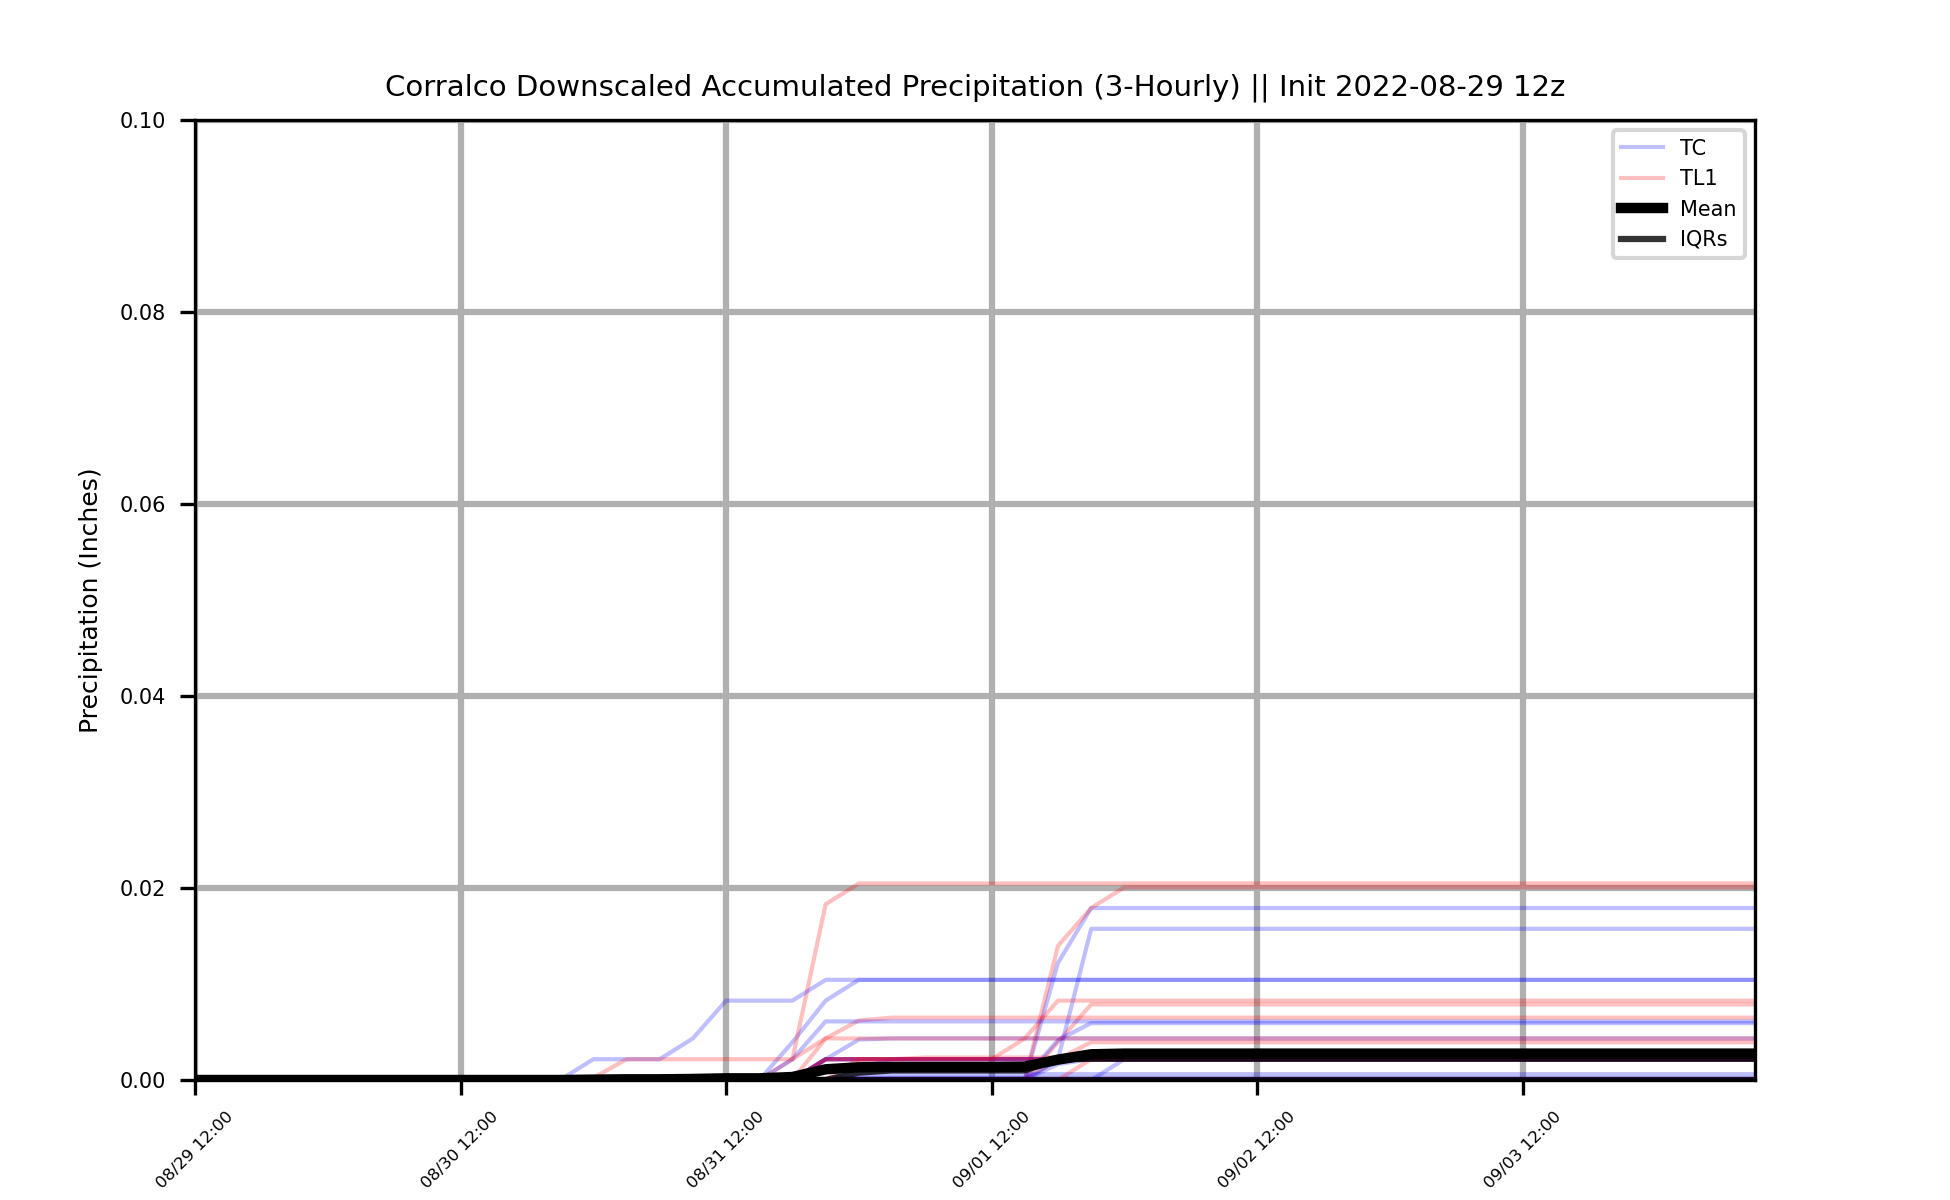 Corralco Downscaled Accumulated Precipitation (3-Hourly) || Init 2022-08-29 12z
TC
TL1
Mean
IQRs
Precipitation (Inches)
0.10
0.08
0.06
0.04
0.02
0.00
08/29 12:00
08/30 12:00
08/31 12:00
09/01 12:00
09/02 12:00
09/03 12:00